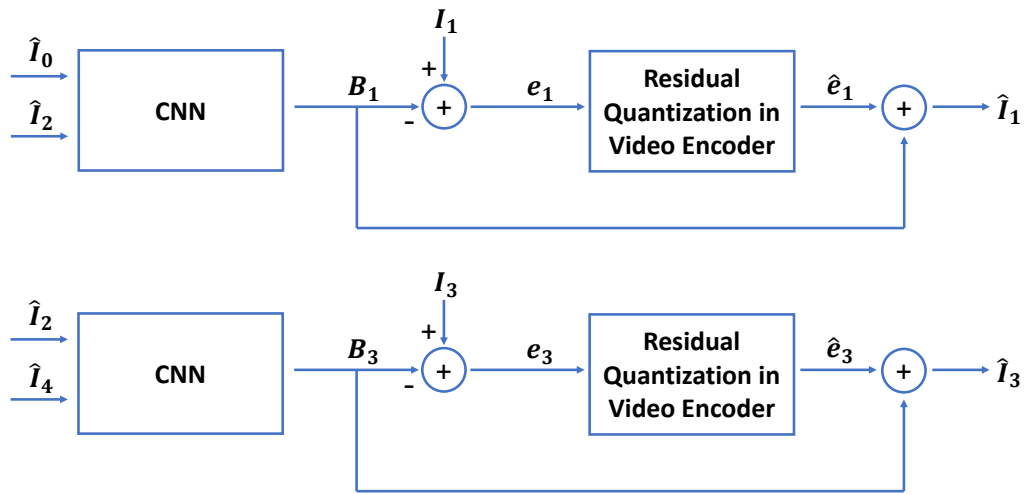 Î₀
Î₂
CNN
B₁
I₁
+
-
+
e₁
Residual
Quantization in
Video Encoder
ê₁
+
Î₁
Î₂
Î₄
CNN
B₃
I₃
+
-
+
e₃
Residual
Quantization in
Video Encoder
ê₃
+
Î₃